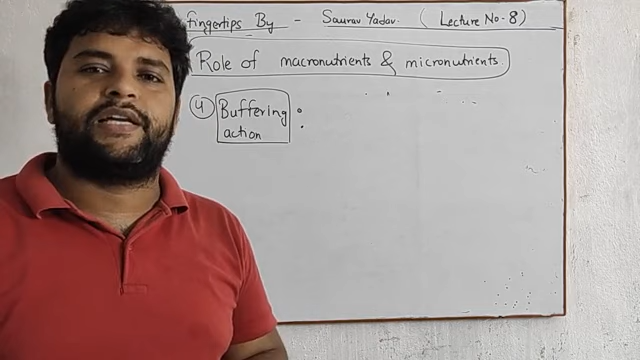 fingertips By - Saurav Yadav. (Lecture No-8)
Role of macronutrients & micronutrients
4 Buffering :
action